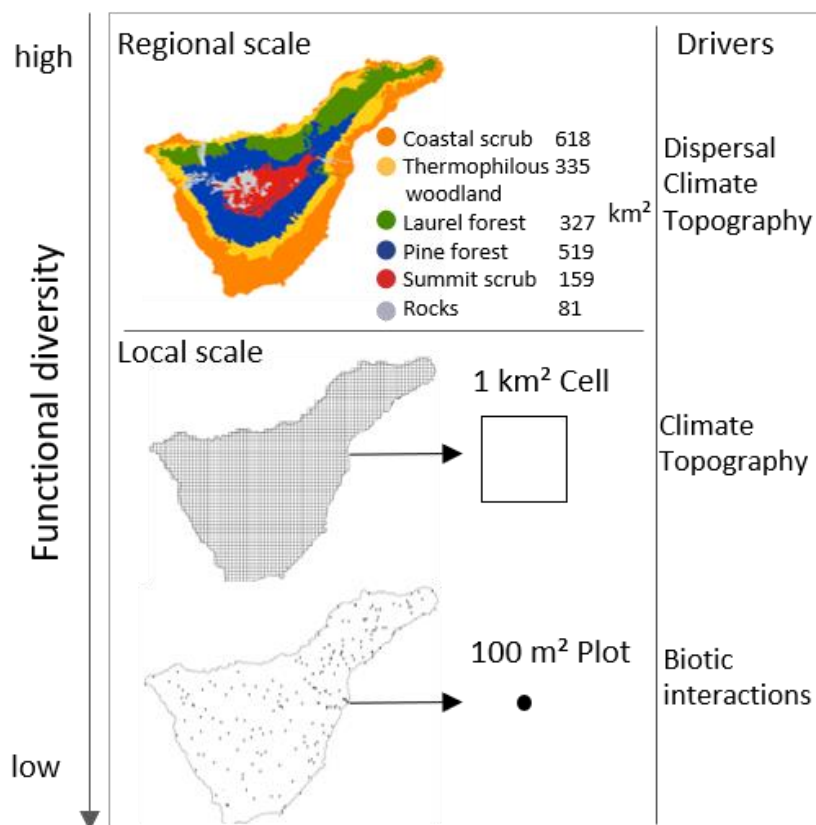 high
Regional scale
Drivers
Coastal scrub 618
Thermophilous 335
woodland
Laurel forest 327
km²
Pine forest 519
Summit scrub 159
Rocks 81
Dispersal
Climate
Topography
Functional diversity
Local scale
1 km² Cell
Climate
Topography
100 m² Plot
Biotic
interactions
low